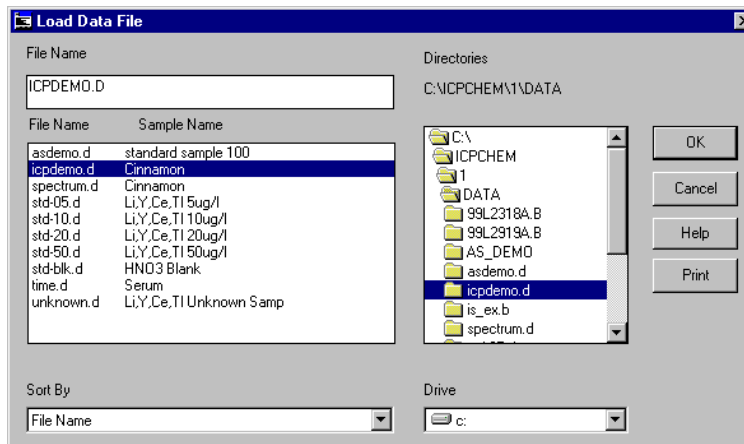 Load Data File
File Name
ICPDEMO.D
File Name Sample Name
asdemo.d standard sample 100
icpdemo.d Cinnamon
spectrum.d Cinnamon
std-05.d Li,Y,Ce,Tl 5ug/l
std-10.d Li,Y,Ce,Tl 10ug/l
std-20.d Li,Y,Ce,Tl 20ug/l
std-50.d Li,Y,Ce,Tl 50ug/l
std-blk.d HNO3 Blank
time.d Serum
unknown.d Li,Y,Ce,Tl Unknown Samp
Sort By
File Name
Directories
C:\ICPCHEM\1\DATA
C:\
ICPCHEM
1
DATA
99L2318A.B
99L2919A.B
AS_DEMO
asdemo.d
icpdemo.d
is_ex.b
spectrum.d
Drive
c:
OK
Cancel
Help
Print